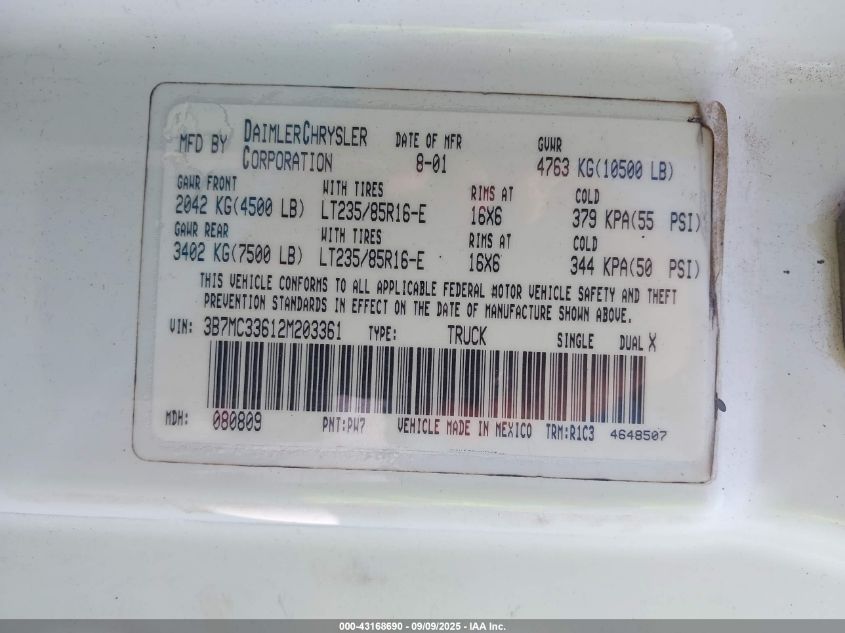 MFD BY DAIMLERCHRYSLER CORPORATION DATE OF MFR 8-01 GVWR 4763 KG(10500 LB)
GAWR FRONT WITH TIRES RIMS AT COLD
2042 KG(4500 LB) LT235/85R16-E 16X6 379 KPA(55 PSI)
GAWR REAR WITH TIRES RIMS AT COLD
3402 KG(7500 LB) LT235/85R16-E 16X6 344 KPA(50 PSI)
THIS VEHICLE CONFORMS TO ALL APPLICABLE FEDERAL MOTOR VEHICLE SAFETY AND THEFT
PREVENTION STANDARDS IN EFFECT ON THE DATE OF MANUFACTURE SHOWN ABOVE.
VIN: 3B7MC33612M203361 TYPE: TRUCK SINGLE DUAL X
MDH: 080809 PNT:PW7 VEHICLE MADE IN MEXICO TRM:R1C3 4648507
000-43168690 - 09/09/2025 - IAA Inc.